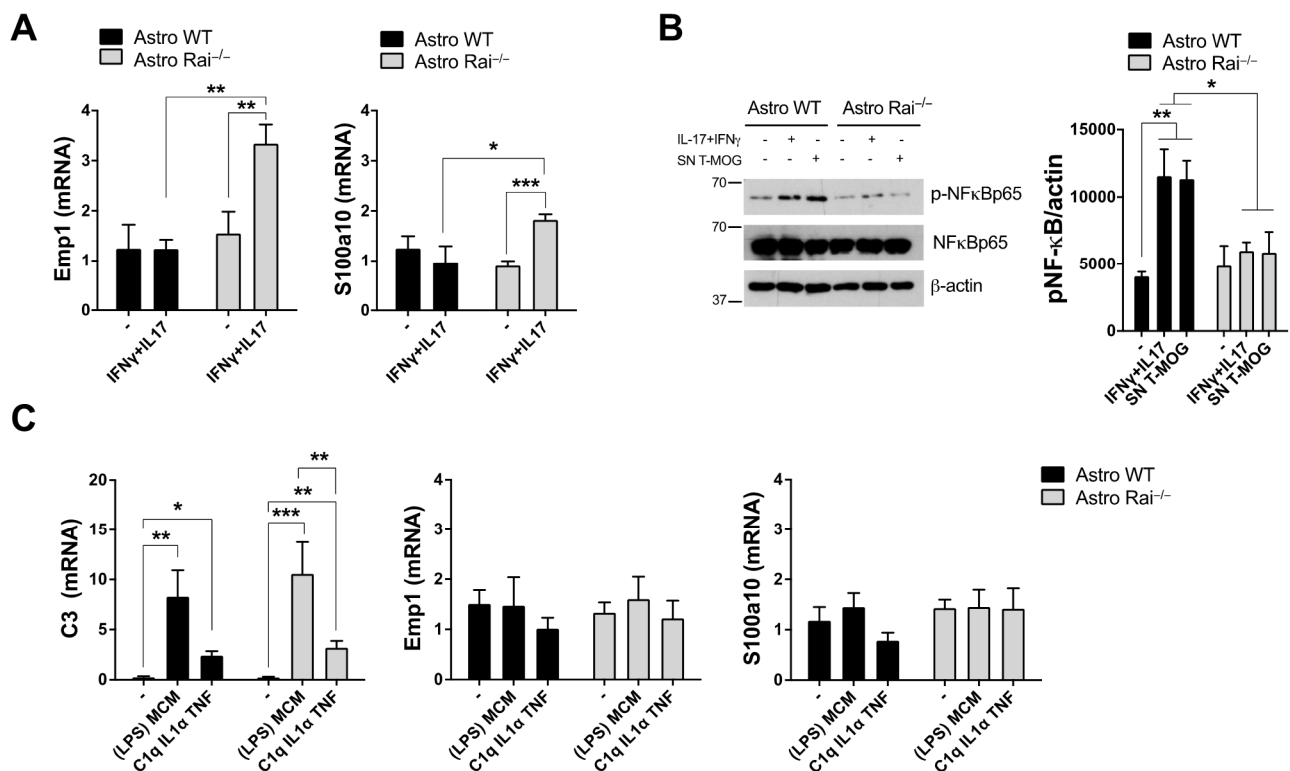 A
Astro WT
Astro Rai−/−
Emp1 (mRNA)
4
3
2
1
0
**
**
-
IFNγ+IL17
-
IFNγ+IL17
Astro WT
Astro Rai−/−
S100a10 (mRNA)
4
3
2
1
0
*
***
-
IFNγ+IL17
-
IFNγ+IL17
B
Astro WT Astro Rai−/−
IL-17+IFNγ - + - - + -
SN T-MOG - - + - - +
70
p-NFκBp65
70
NFκBp65
β-actin
37
Astro WT
Astro Rai−/−
pNF-κB/actin
15000
10000
5000
0
*
**
-
IFNγ+IL17
SN T-MOG
-
IFNγ+IL17
SN T-MOG
C
C3 (mRNA)
20
15
10
5
0
*
**
**
**
***
-
(LPS) MCM
C1q IL1α TNF
-
(LPS) MCM
C1q IL1α TNF
Emp1 (mRNA)
4
3
2
1
0
-
(LPS) MCM
C1q IL1α TNF
-
(LPS) MCM
C1q IL1α TNF
S100a10 (mRNA)
4
3
2
1
0
-
(LPS) MCM
C1q IL1α TNF
-
(LPS) MCM
C1q IL1α TNF
Astro WT
Astro Rai−/−